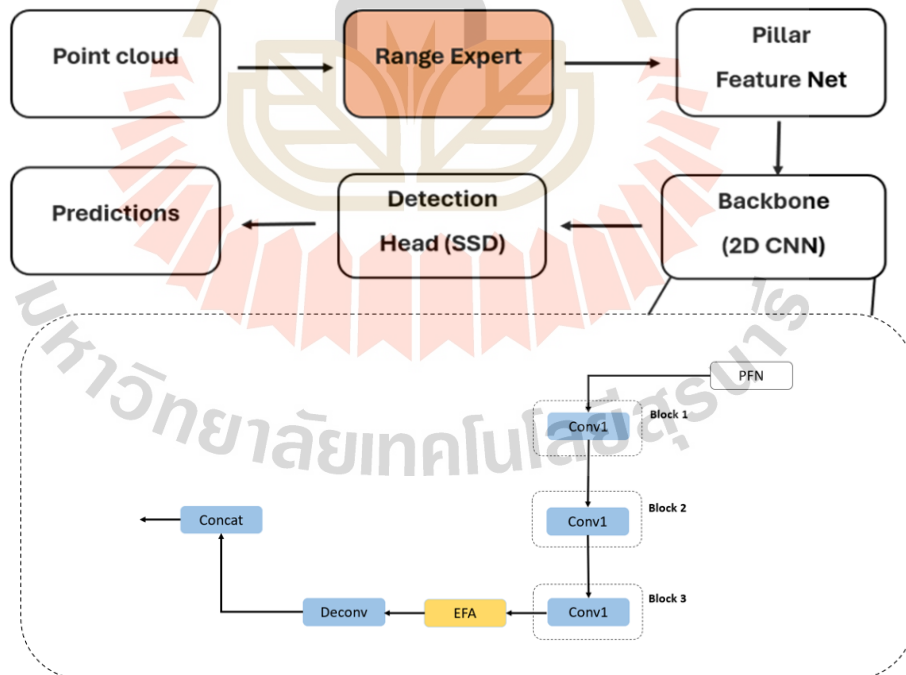 Point cloud
Range Expert
Pillar
Feature Net
Predictions
Detection
Head (SSD)
Backbone
(2D CNN)
PFN
Conv1
Block 1
Conv1
Block 2
Concat
Deconv
EFA
Conv1
Block 3
มหาวิทยาลัยเทคโนโลยีสุรนารี